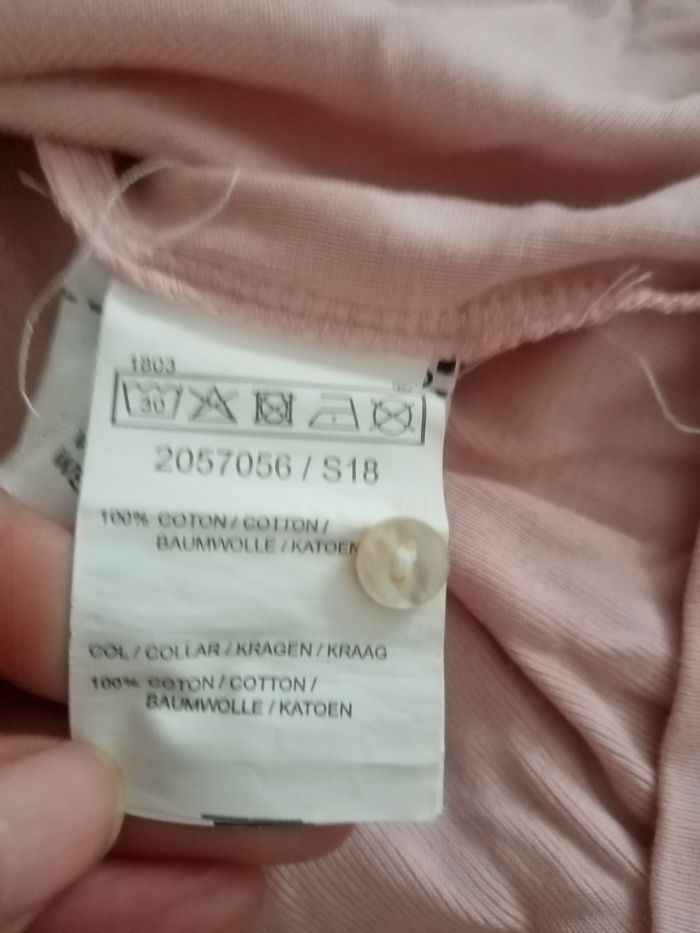 1803
30
2057056 / S18
100% COTON / COTTON /
BAUMWOLLE / KATOEN
COL / COLLAR / KRAGEN / KRAAG
100% COTON / COTTON /
BAUMWOLLE / KATOEN